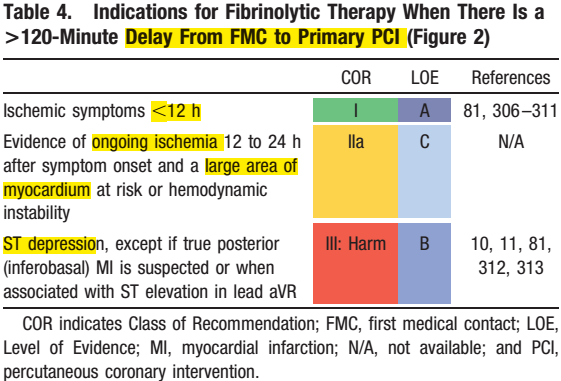 Table 4. Indications for Fibrinolytic Therapy When There Is a
>120-Minute Delay From FMC to Primary PCI (Figure 2)
COR LOE References
Ischemic symptoms <12 h I A 81, 306–311
Evidence of ongoing ischemia 12 to 24 h IIa C N/A
after symptom onset and a large area of
myocardium at risk or hemodynamic
instability
ST depression, except if true posterior III: Harm B 10, 11, 81,
(inferobasal) MI is suspected or when 312, 313
associated with ST elevation in lead aVR
COR indicates Class of Recommendation; FMC, first medical contact; LOE,
Level of Evidence; MI, myocardial infarction; N/A, not available; and PCI,
percutaneous coronary intervention.